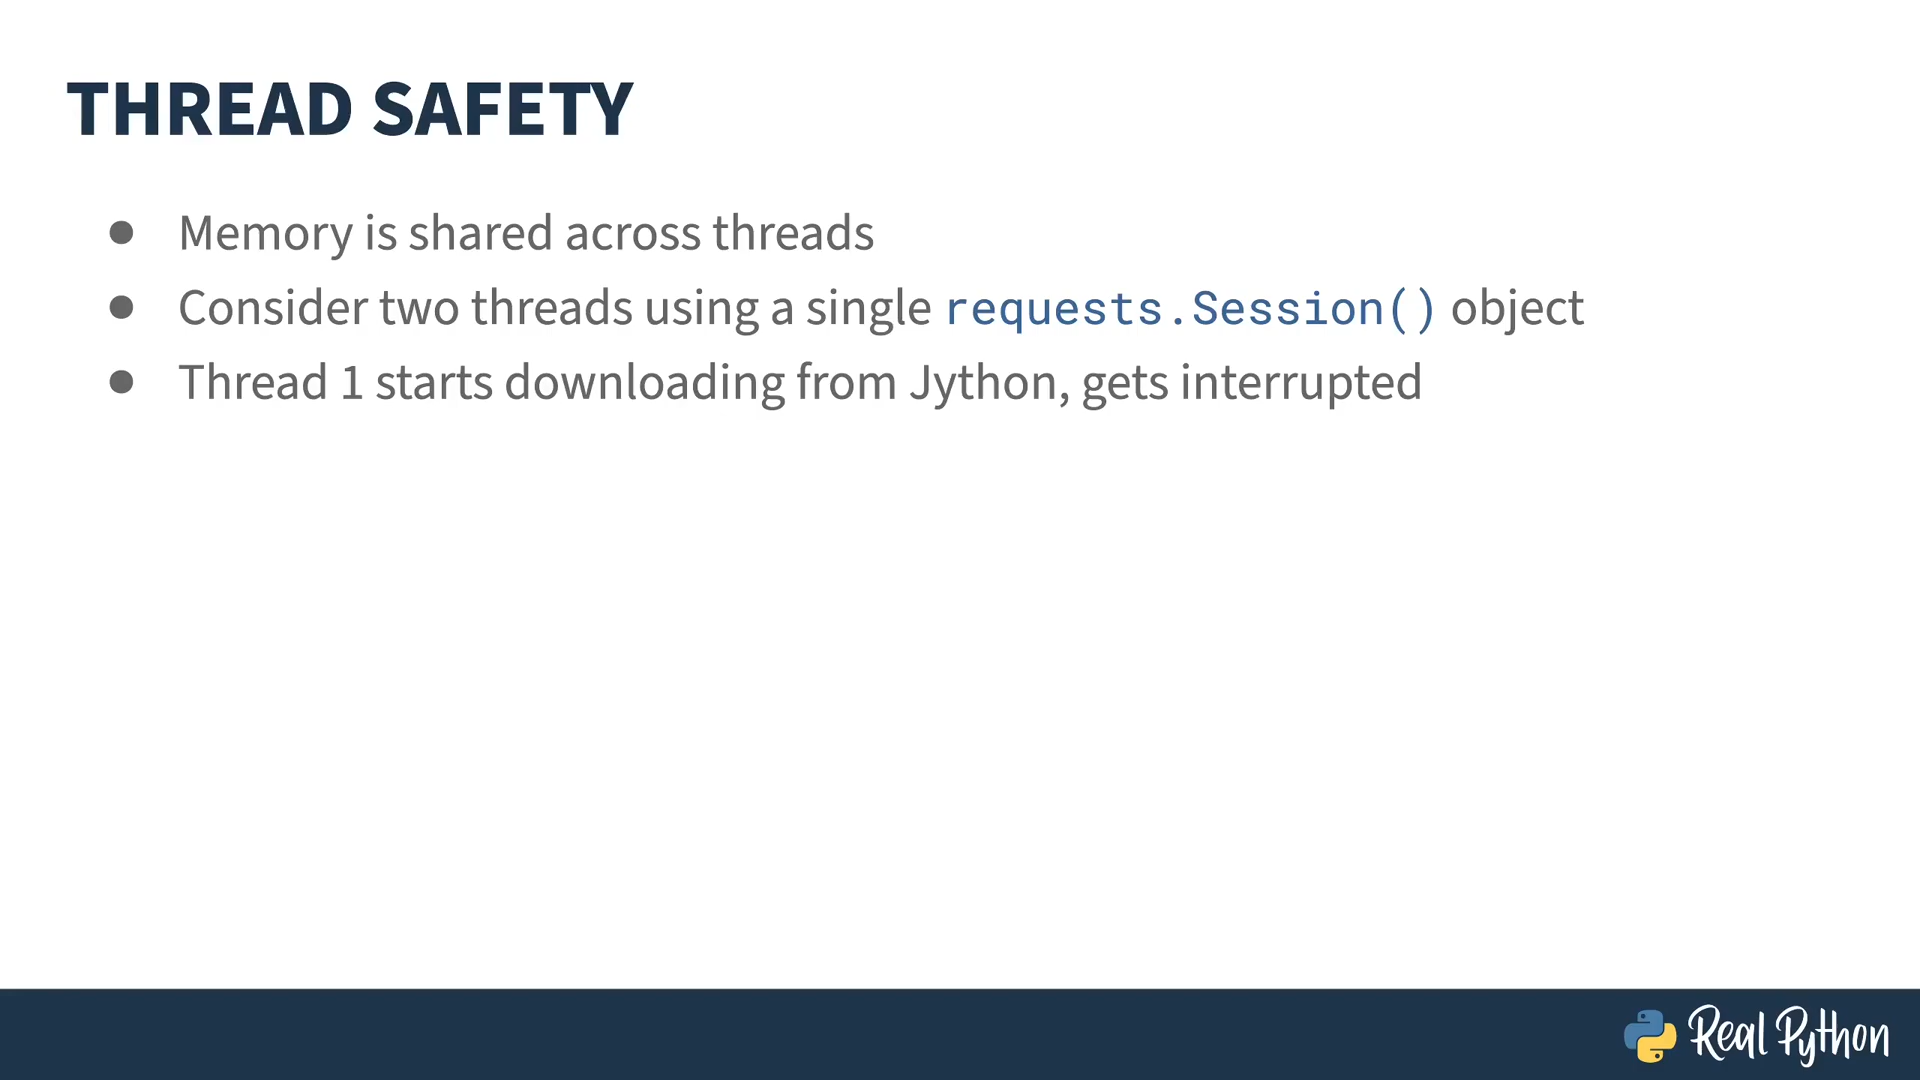 THREAD SAFETY
● Memory is shared across threads
● Consider two threads using a single requests.Session() object
● Thread 1 starts downloading from Jython, gets interrupted
Real Python